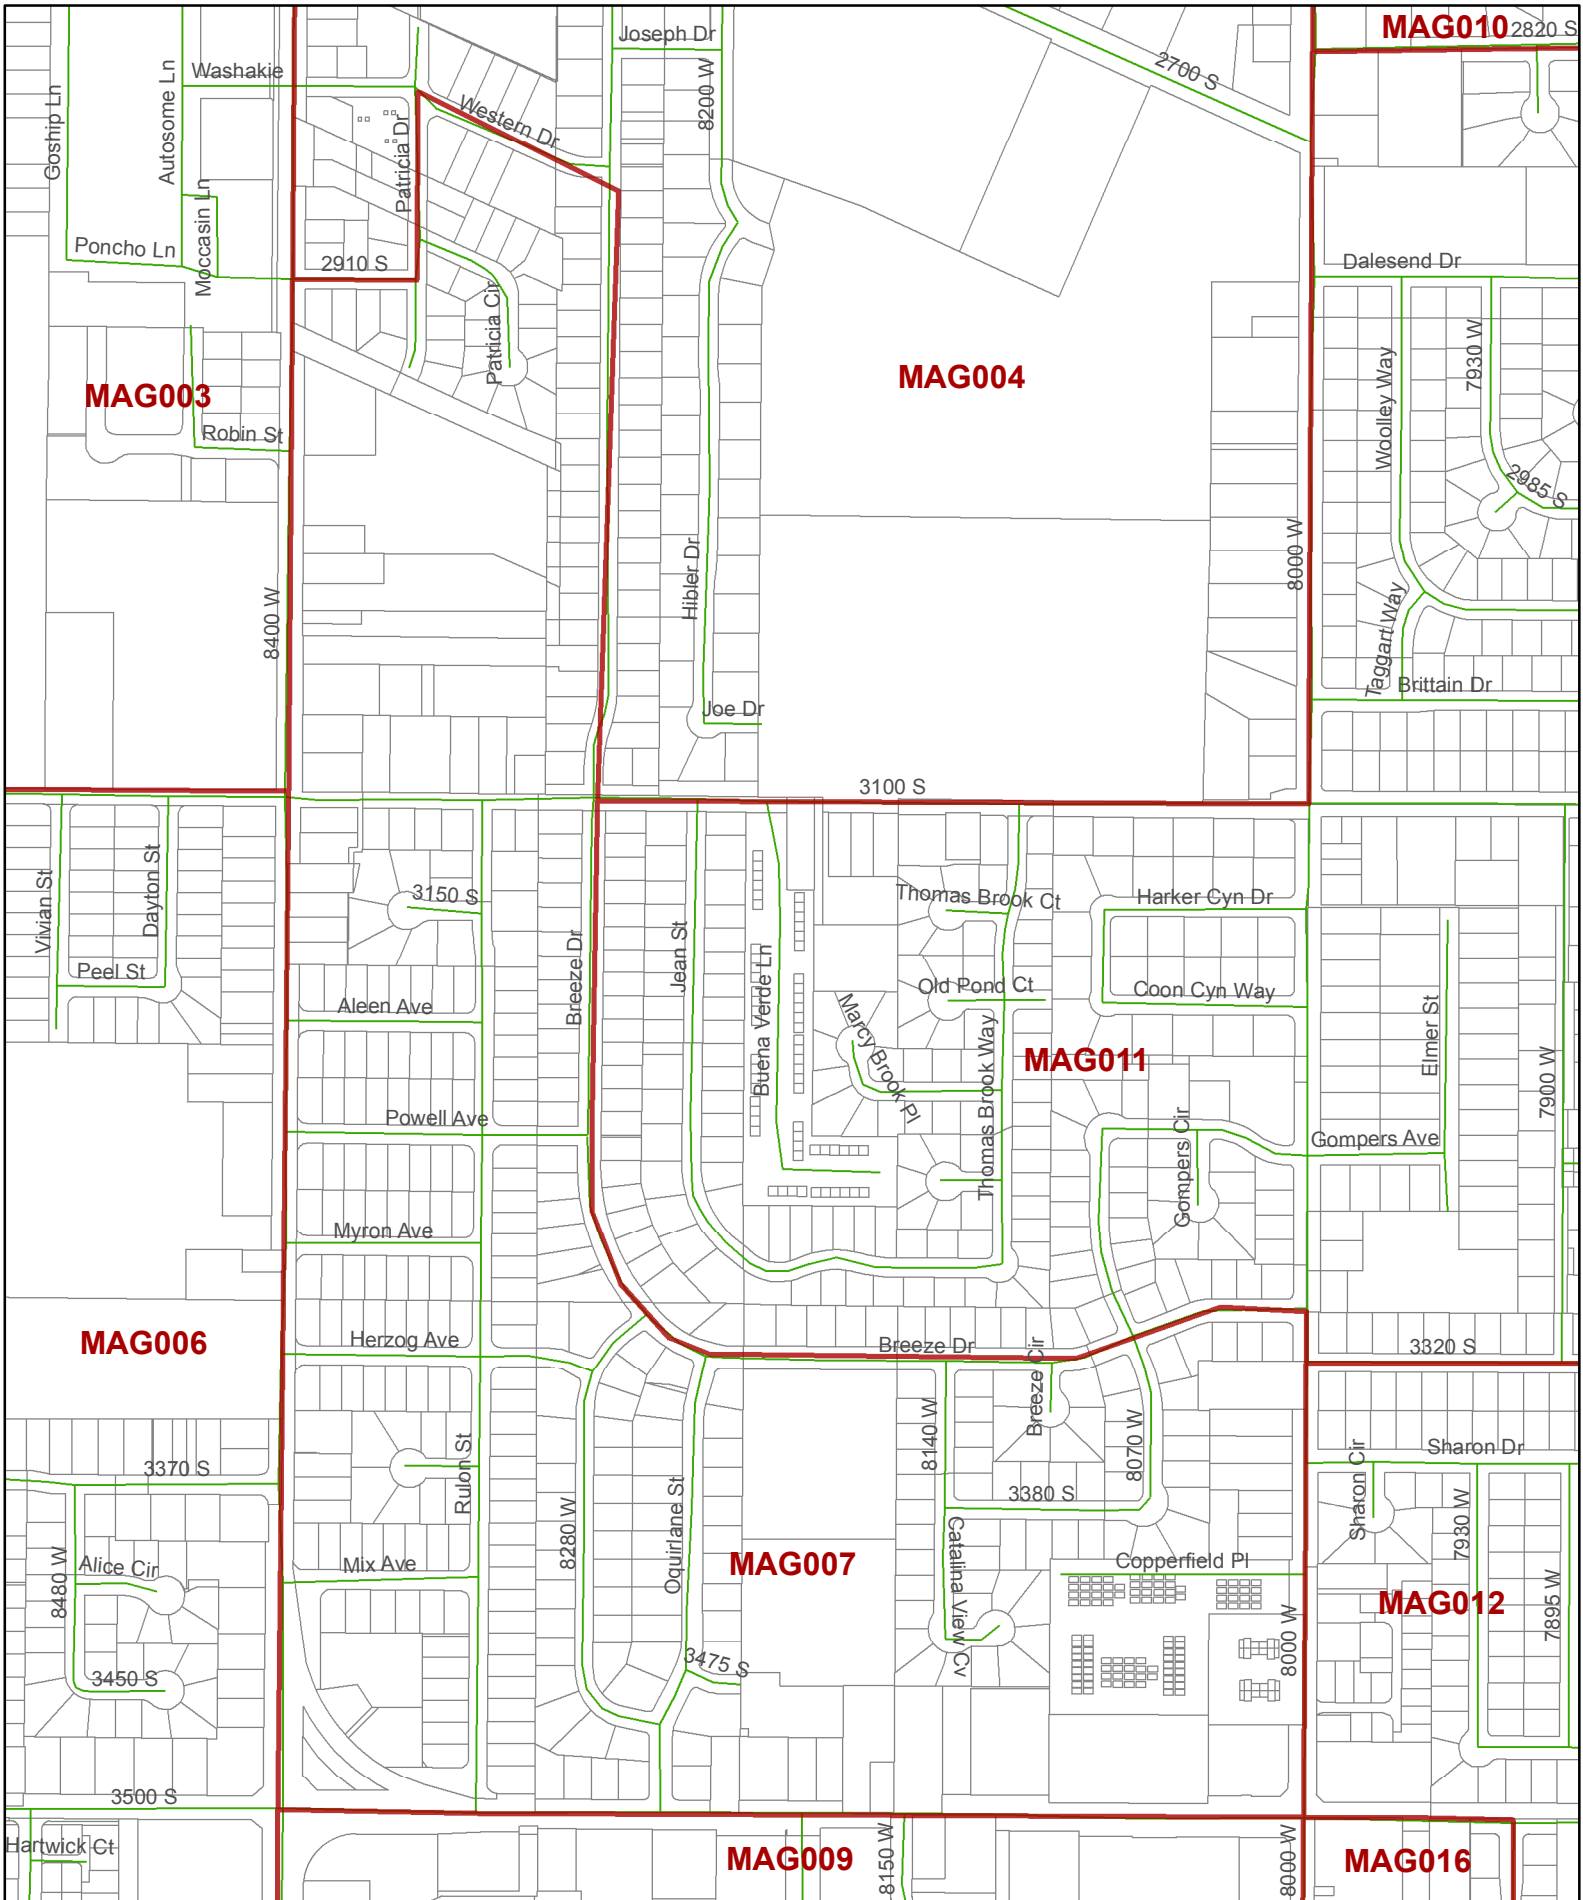 MAG010
2820 S
Joseph Dr
Washakie
2700 S
Goship Ln
Autosome Ln
8200 W
Western Dr
Patricia Dr
Moccasin Ln
Poncho Ln
2910 S
Dalesend Dr
Patricia Cir
7930 W
Woolley Way
MAG003
MAG004
Robin St
2985 S
8400 W
Hibler Dr
8000 W
Taggart Way
Brittain Dr
Joe Dr
3100 S
Vivian St
Dayton St
3150 S
Thomas Brook Ct
Harker Cyn Dr
Peel St
Aleen Ave
Breeze Dr
Jean St
Buena Verde Ln
Old Pond Ct
Coon Cyn Way
Marcy Brook Pl
Thomas Brook Way
MAG011
Elmer St
7900 W
Powell Ave
Gompers Cir
Gompers Ave
Myron Ave
MAG006
Herzog Ave
Breeze Dr
Breeze Cir
3320 S
3370 S
Rulon St
8140 W
8070 W
Sharon Dr
Sharon Cir
3380 S
8280 W
Oquirlane St
7930 W
8480 W
Alice Cir
Mix Ave
MAG007
Catalina View Cv
Copperfield Pl
MAG012
7895 W
8000 W
3450 S
3475 S
3500 S
Hartwick Ct
MAG009
8150 W
8000 W
MAG016